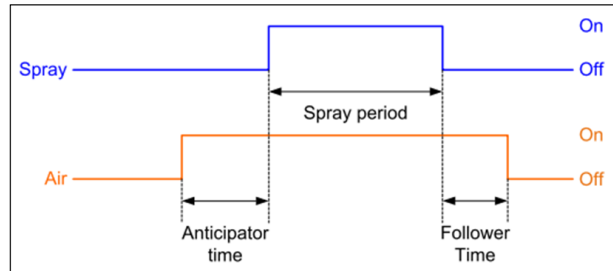 On
Spray
Off
Spray period
On
Air
Off
Anticipator
time
Follower
Time